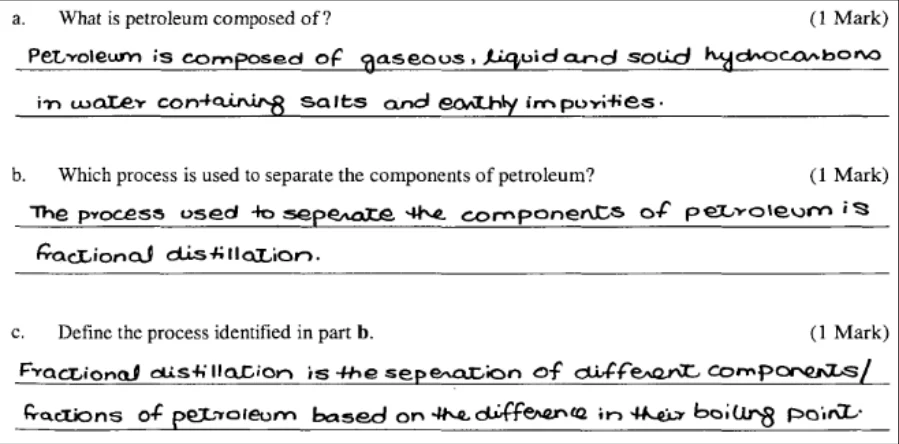 a. What is petroleum composed of? (1 Mark)
Petroleum is composed of gaseous, liquid and solid hydrocarbons
in water containing salts and earthly impurities.
b. Which process is used to separate the components of petroleum? (1 Mark)
The process used to seperate the components of petroleum is
fractional distillation.
c. Define the process identified in part b. (1 Mark)
Fractional distillation is the seperation of different components/
fractions of petroleum based on the difference in their boiling point.